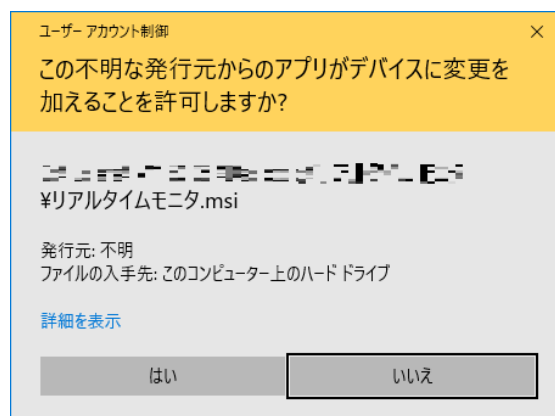 ユーザー アカウント制御
この不明な発行元からのアプリがデバイスに変更を
加えることを許可しますか?
¥リアルタイムモニタ.msi
発行元: 不明
ファイルの入手先: このコンピューター上のハード ドライブ
詳細を表示
はい
いいえ